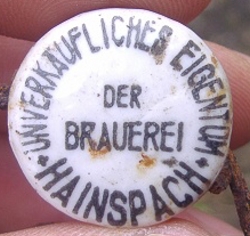 UNVERKÄUFLICHES EIGENTUM
DER
BRAUEREI
* HAINSPACH *